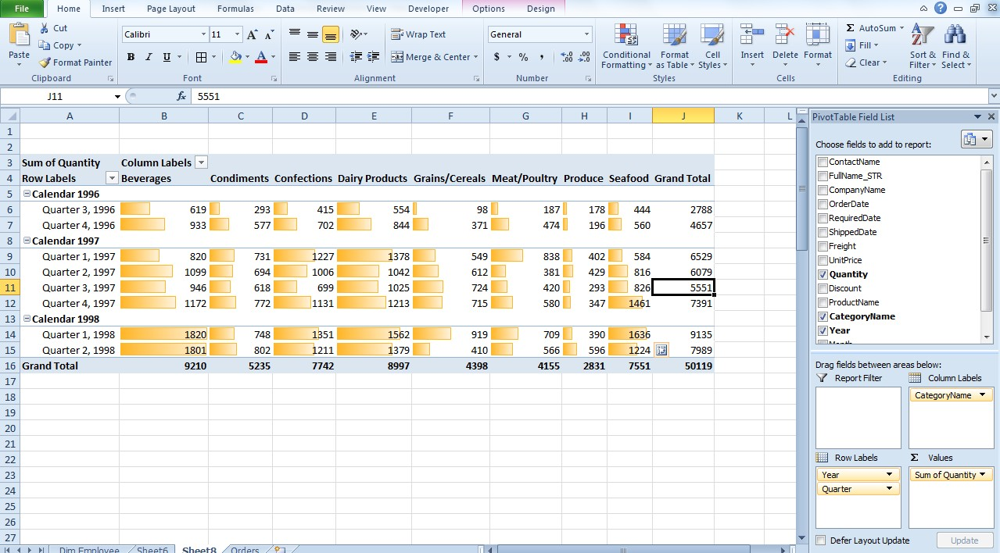 File Home Insert Page Layout Formulas Data Review View Developer Options Design
Paste Cut Calibri 11 Wrap Text General Conditional Formatting Format as Table Cell Styles Insert Delete Format AutoSum Sort & Filter Find & Select
Copy Fill
Format Painter B I U Merge & Center $ % , Clear
Clipboard Font Alignment Number Styles Cells Editing
J11 fx 5551
A B C D E F G H I J K L
1
2
3 Sum of Quantity Column Labels
4 Row Labels Beverages Condiments Confections Dairy Products Grains/Cereals Meat/Poultry Produce Seafood Grand Total
5 Calendar 1996
6 Quarter 3, 1996 619 293 415 554 98 187 178 444 2788
7 Quarter 4, 1996 933 577 702 844 371 474 196 560 4657
8 Calendar 1997
9 Quarter 1, 1997 820 731 1227 1378 549 838 402 584 6529
10 Quarter 2, 1997 1099 694 1006 1042 612 381 429 816 6079
11 Quarter 3, 1997 946 618 699 1025 724 420 293 826 5551
12 Quarter 4, 1997 1172 772 1131 1213 715 580 347 1461 7391
13 Calendar 1998
14 Quarter 1, 1998 1820 748 1351 1562 919 709 390 1636 9135
15 Quarter 2, 1998 1801 802 1211 1379 410 566 596 1224 7989
16 Grand Total 9210 5235 7742 8997 4398 4155 2831 7551 50119
17
18
19
20
21
22
23
24
25
26
27
Dim Employee Sheet6 Sheet8 Orders
PivotTable Field List
Choose fields to add to report:
ContactName
FullName_STR
CompanyName
OrderDate
RequiredDate
ShippedDate
Freight
UnitPrice
Quantity
Discount
ProductName
CategoryName
Year
Month
Drag fields between areas below:
Report Filter Column Labels
CategoryName
Row Labels Σ Values
Year Sum of Quantity
Quarter
Defer Layout Update Update